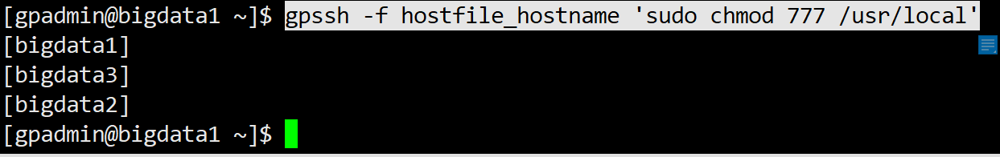 [gpadmin@bigdata1 ~]$ gpssh -f hostfile_hostname 'sudo chmod 777 /usr/local'
[bigdata1]
[bigdata3]
[bigdata2]
[gpadmin@bigdata1 ~]$